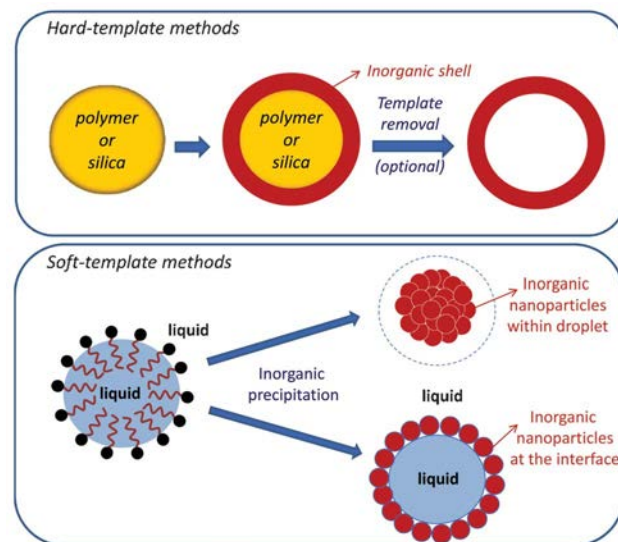 Hard-template methods
Inorganic shell
polymer
or
silica
polymer
or
silica
Template
removal
(optional)
Soft-template methods
liquid
liquid
Inorganic
precipitation
Inorganic
nanoparticles
within droplet
liquid
liquid
Inorganic
nanoparticles
at the interface